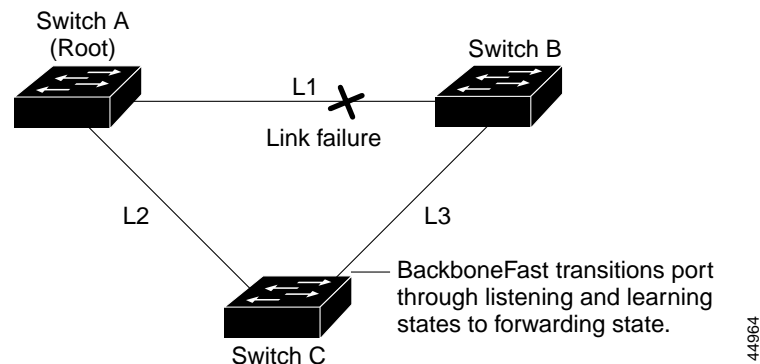 Switch A
(Root)
Switch B
L1
Link failure
L2
L3
BackboneFast transitions port
through listening and learning
states to forwarding state.
Switch C
44964